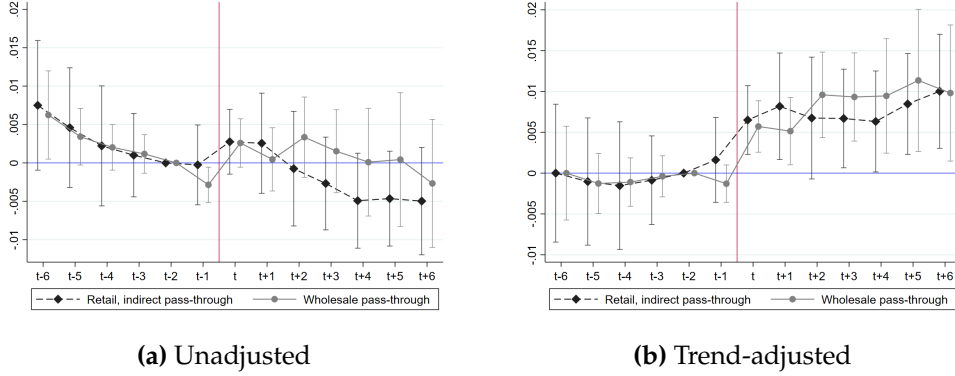 .02
.015
.01
.005
0
-.005
-.01
t-6 t-5 t-4 t-3 t-2 t-1 t t+1 t+2 t+3 t+4 t+5 t+6
Retail, indirect pass-through Wholesale pass-through
(a) Unadjusted
.02
.015
.01
.005
0
-.005
-.01
t-6 t-5 t-4 t-3 t-2 t-1 t t+1 t+2 t+3 t+4 t+5 t+6
Retail, indirect pass-through Wholesale pass-through
(b) Trend-adjusted